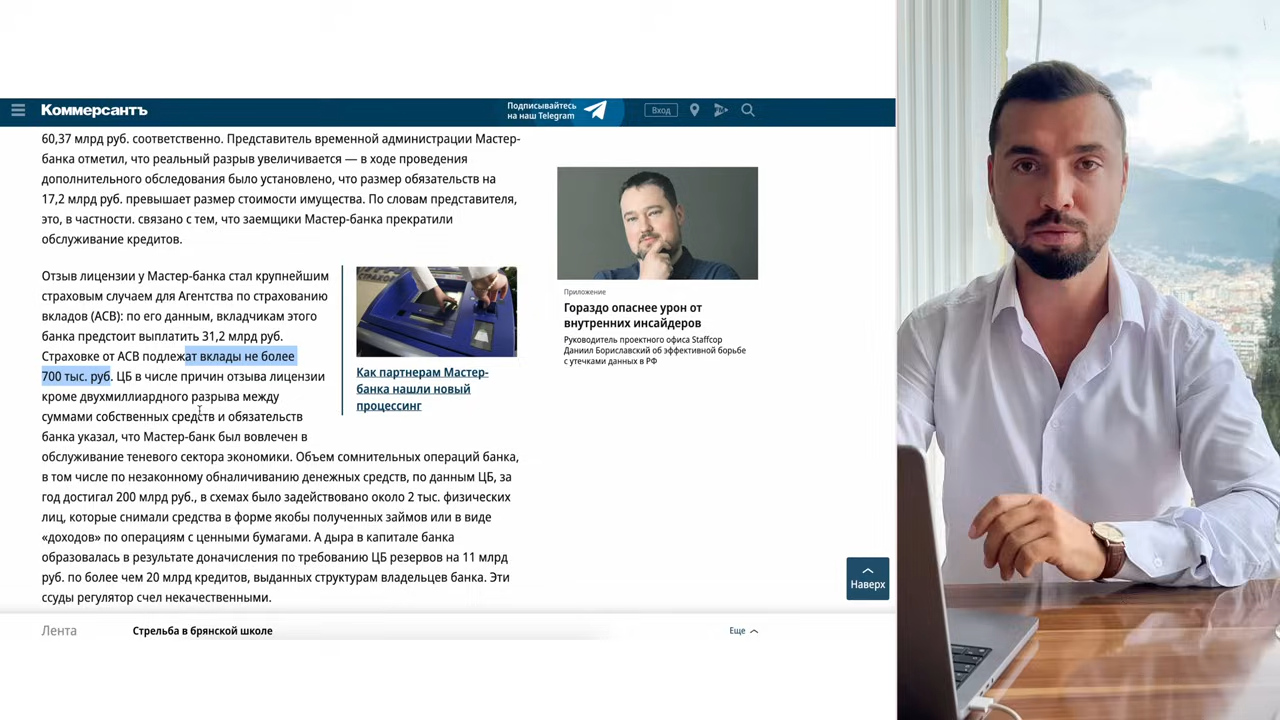 Коммерсантъ
Подписывайтесь
на наш Telegram
Вход
60,37 млрд руб. соответственно. Представитель временной администрации Мастер-
банка отметил, что реальный разрыв увеличивается — в ходе проведения
дополнительного обследования было установлено, что размер обязательств на
17,2 млрд руб. превышает размер стоимости имущества. По словам представителя,
это, в частности. связано с тем, что заемщики Мастер-банка прекратили
обслуживание кредитов.
Отзыв лицензии у Мастер-банка стал крупнейшим
страховым случаем для Агентства по страхованию
вкладов (АСВ): по его данным, вкладчикам этого
банка предстоит выплатить 31,2 млрд руб.
Страховке от АСВ подлежат вклады не более
700 тыс. руб. ЦБ в числе причин отзыва лицензии
кроме двухмиллиардного разрыва между
суммами собственных средств и обязательств
банка указал, что Мастер-банк был вовлечен в
обслуживание теневого сектора экономики. Объем сомнительных операций банка,
в том числе по незаконному обналичиванию денежных средств, по данным ЦБ, за
год достигал 200 млрд руб., в схемах было задействовано около 2 тыс. физических
лиц, которые снимали средства в форме якобы полученных займов или в виде
«доходов» по операциям с ценными бумагами. А дыра в капитале банка
образовалась в результате доначисления по требованию ЦБ резервов на 11 млрд
руб. по более чем 20 млрд кредитов, выданных структурам владельцев банка. Эти
ссуды регулятор счел некачественными.
Как партнерам Мастер-
банка нашли новый
процессинг
Приложение
Гораздо опаснее урон от
внутренних инсайдеров
Руководитель проектного офиса Staffcop
Даниил Бориславский об эффективной борьбе
с утечками данных в РФ
Наверх
Лента
Стрельба в брянской школе
Еще